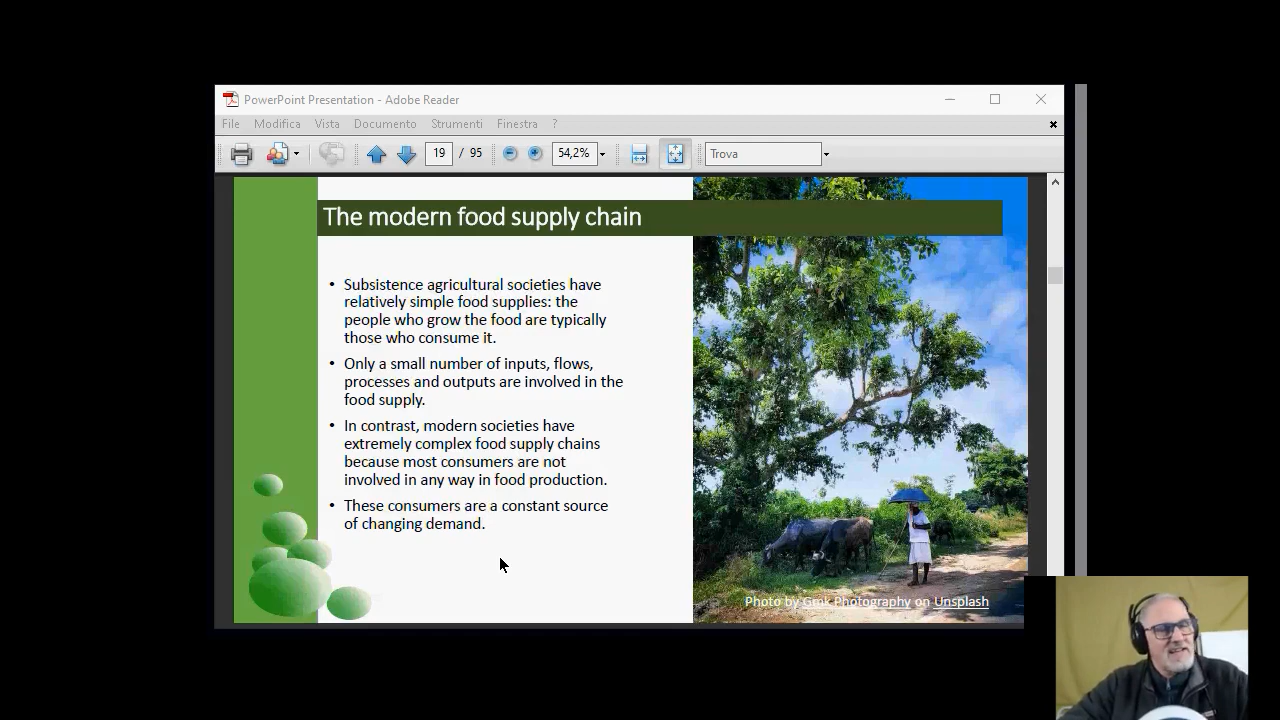 PowerPoint Presentation - Adobe Reader
File Modifica Vista Documento Strumenti Finestra ?
19 / 95 54,2% Trova
The modern food supply chain
• Subsistence agricultural societies have
relatively simple food supplies: the
people who grow the food are typically
those who consume it.
• Only a small number of inputs, flows,
processes and outputs are involved in the
food supply.
• In contrast, modern societies have
extremely complex food supply chains
because most consumers are not
involved in any way in food production.
• These consumers are a constant source
of changing demand.
Photo by Gmk Photography on Unsplash